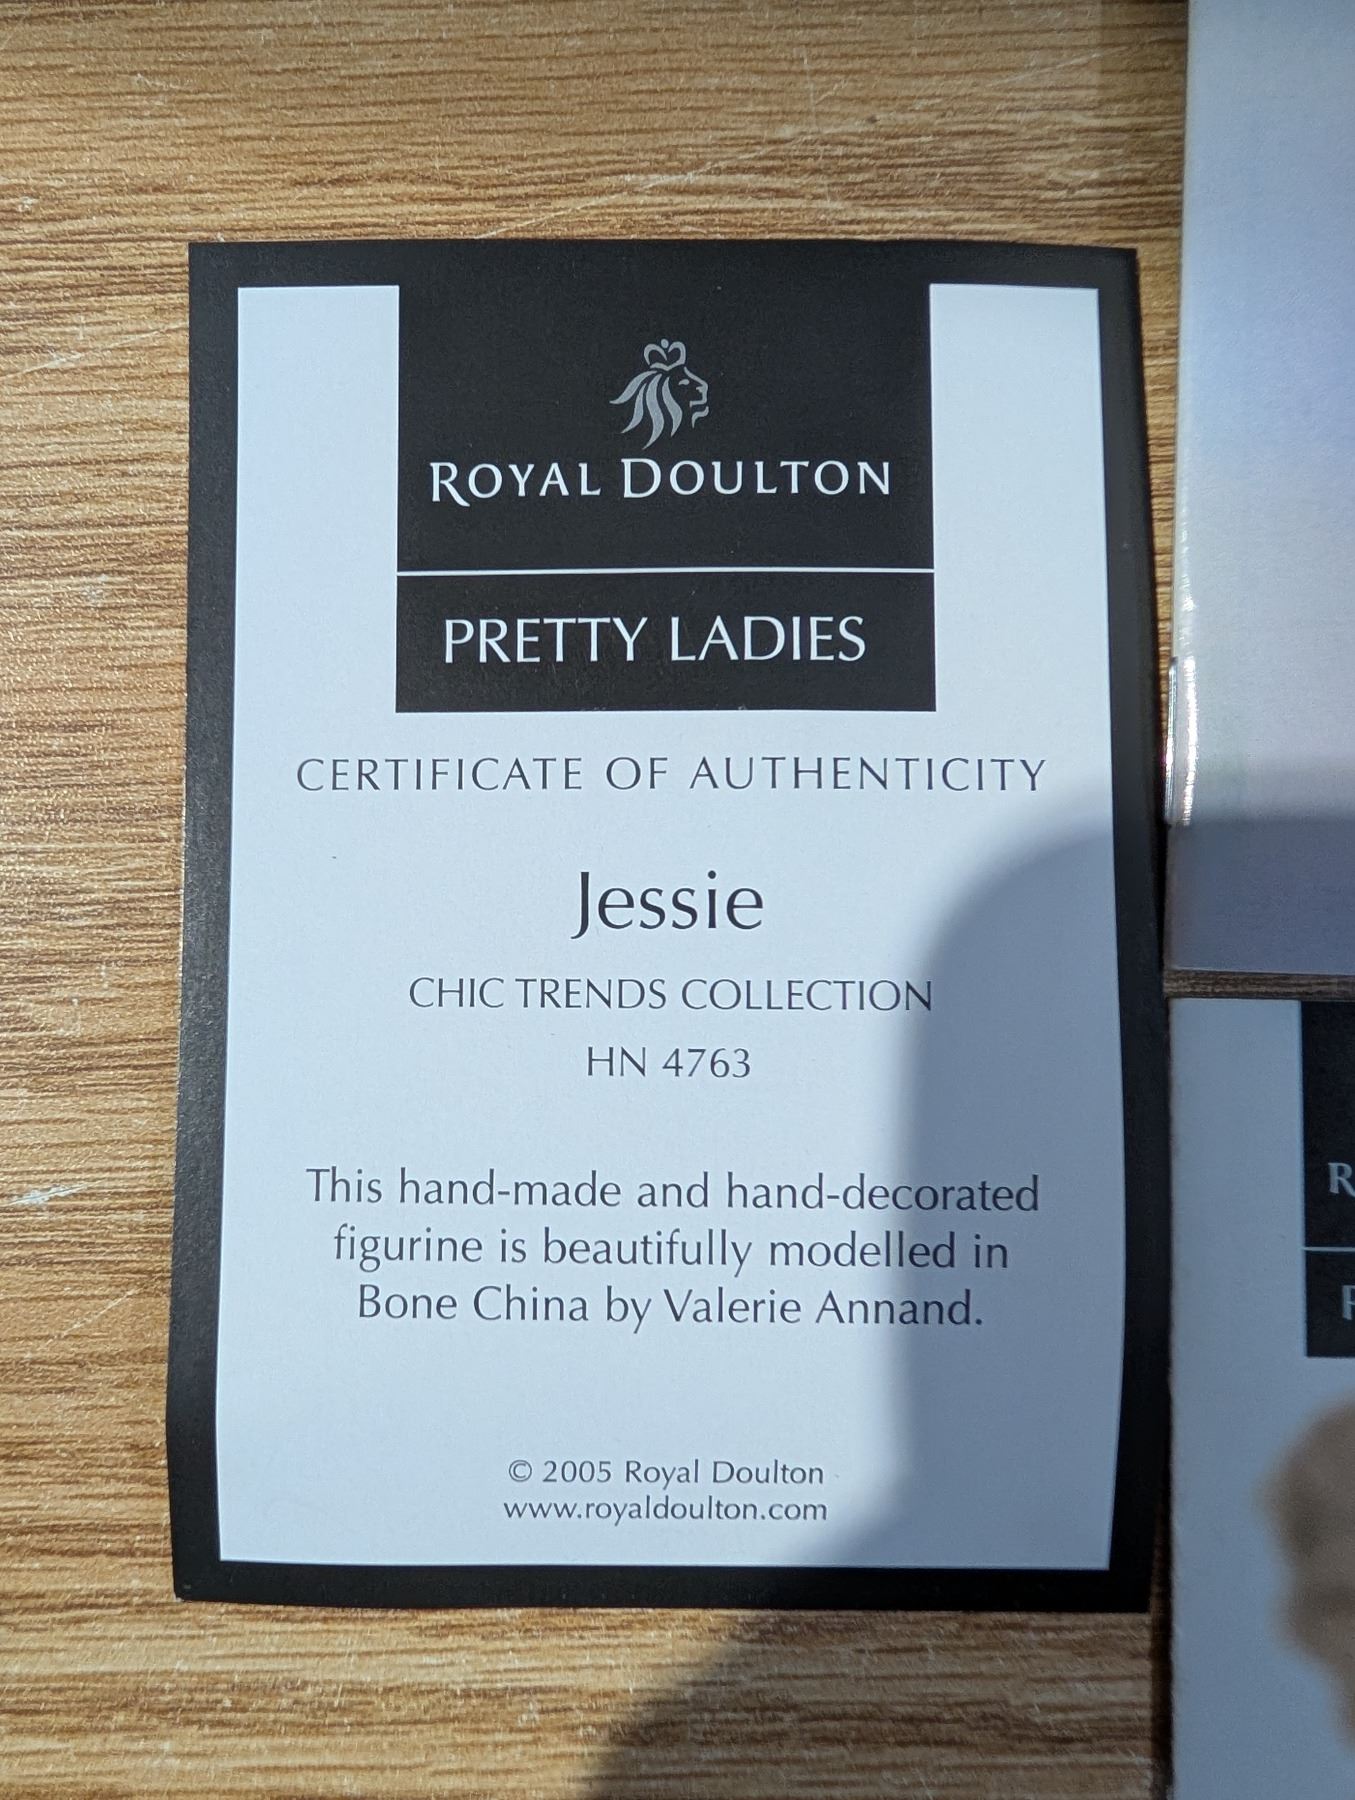 ROYAL DOULTON
PRETTY LADIES
CERTIFICATE OF AUTHENTICITY
Jessie
CHIC TRENDS COLLECTION
HN 4763
This hand-made and hand-decorated
figurine is beautifully modelled in
Bone China by Valerie Annand.
© 2005 Royal Doulton
www.royaldoulton.com
R
P